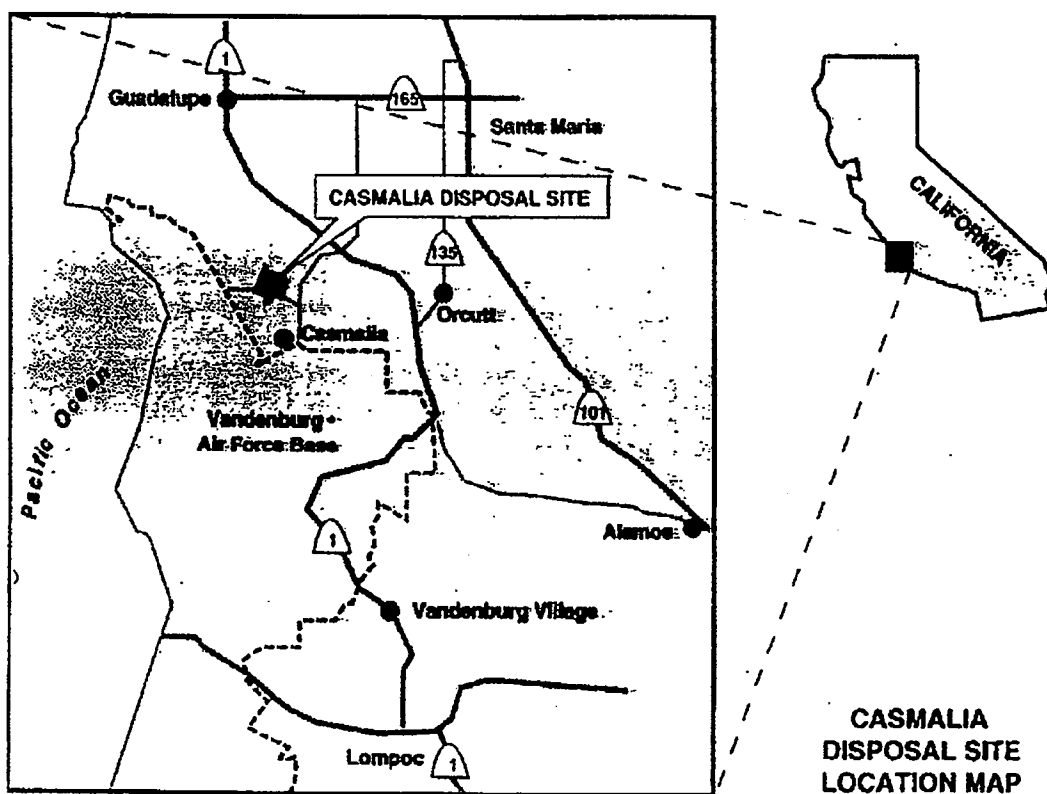 1
Guadalupe
165
Santa Maria
CASMALIA DISPOSAL SITE
CALIFORNIA
135
Orcutt
Casmalia
Pacific Ocean
Vandenburg
Air Force Base
101
Alamos
1
Vandenburg Village
Lompoc
1
CASMALIA
DISPOSAL SITE
LOCATION MAP